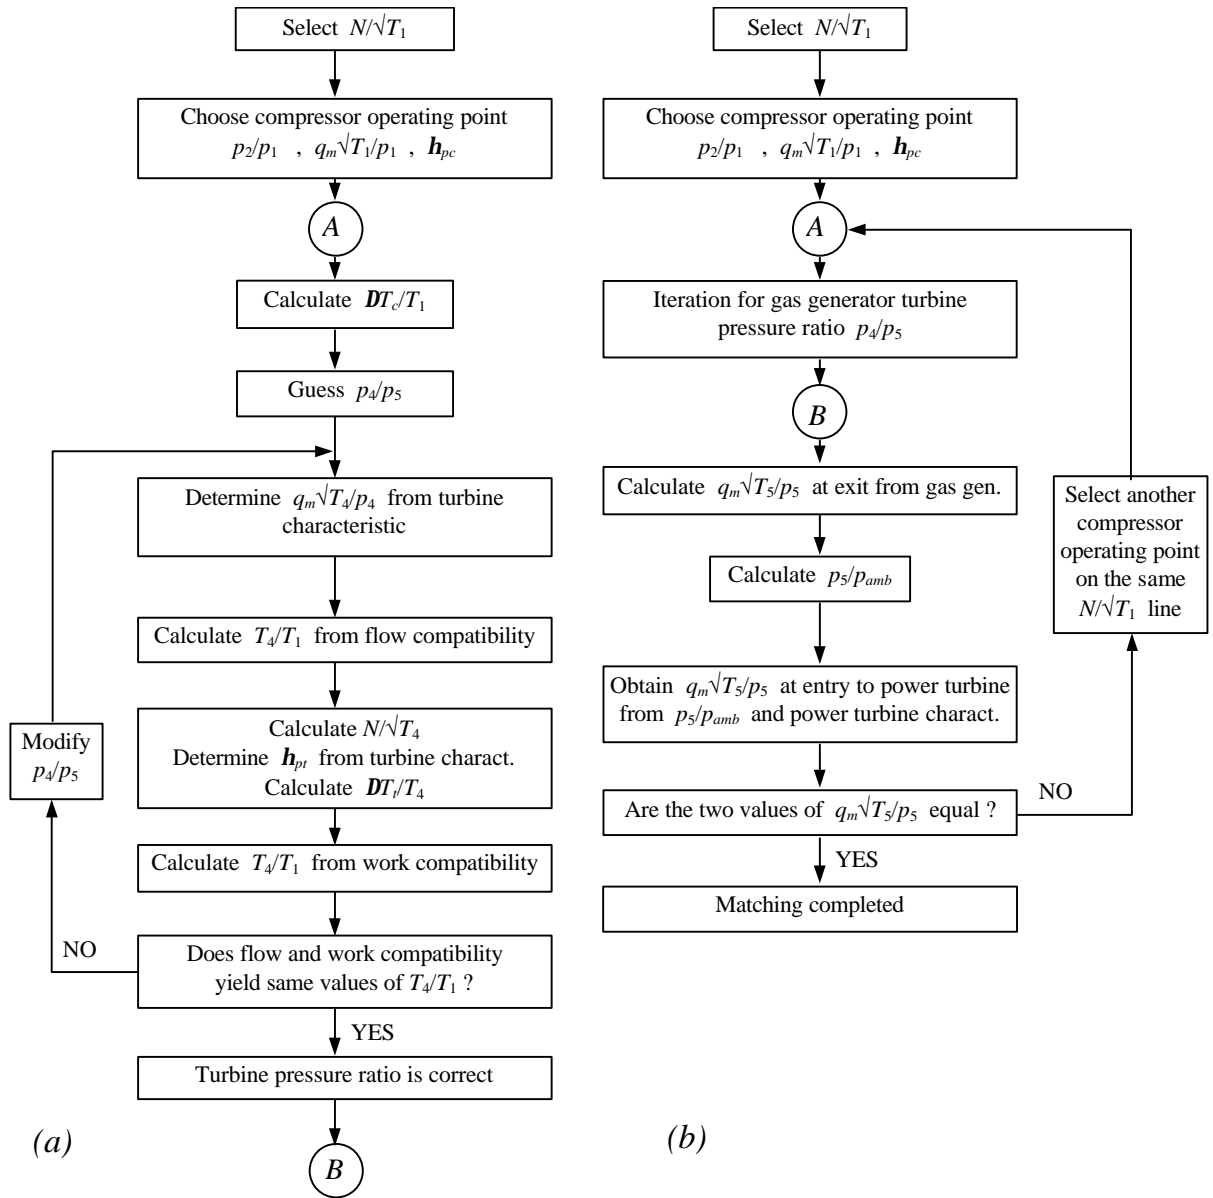 Select N/√T₁
Choose compressor operating point
p₂/p₁ , qₘ√T₁/p₁ , h_pc
A
Calculate DT_c/T₁
Guess p₄/p₅
Determine qₘ√T₄/p₄ from turbine
characteristic
Calculate T₄/T₁ from flow compatibility
Calculate N/√T₄
Determine h_pt from turbine charact.
Calculate DT_t/T₄
Modify
p₄/p₅
Calculate T₄/T₁ from work compatibility
NO
Does flow and work compatibility
yield same values of T₄/T₁ ?
YES
Turbine pressure ratio is correct
B
(a)
Select N/√T₁
Choose compressor operating point
p₂/p₁ , qₘ√T₁/p₁ , h_pc
A
Iteration for gas generator turbine
pressure ratio p₄/p₅
B
Calculate qₘ√T₅/p₅ at exit from gas gen.
Calculate p₅/p_amb
Obtain qₘ√T₅/p₅ at entry to power turbine
from p₅/p_amb and power turbine charact.
Are the two values of qₘ√T₅/p₅ equal ?
NO
Select another
compressor
operating point
on the same
N/√T₁ line
YES
Matching completed
(b)